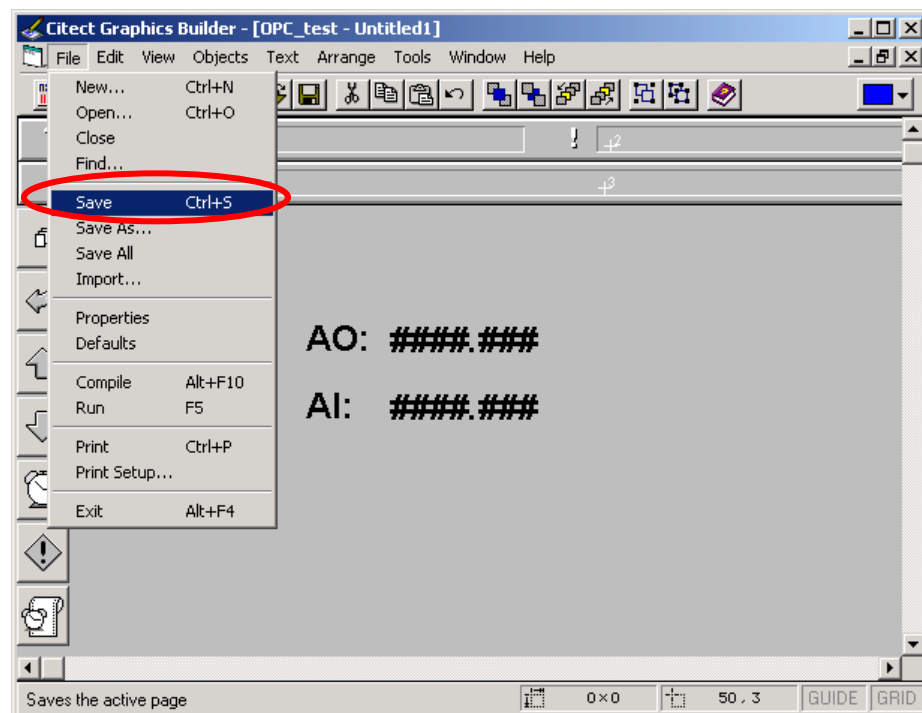 Citect Graphics Builder - [OPC_test - Untitled1]
File Edit View Objects Text Arrange Tools Window Help
New... Ctrl+N
Open... Ctrl+O
Close
Find...
Save Ctrl+S
Save As...
Save All
Import...
Properties
Defaults
Compile Alt+F10
Run F5
Print Ctrl+P
Print Setup...
Exit Alt+F4
2
3
AO: ####.###
AI: ####.###
Saves the active page 0×0 50 , 3 GUIDE GRID